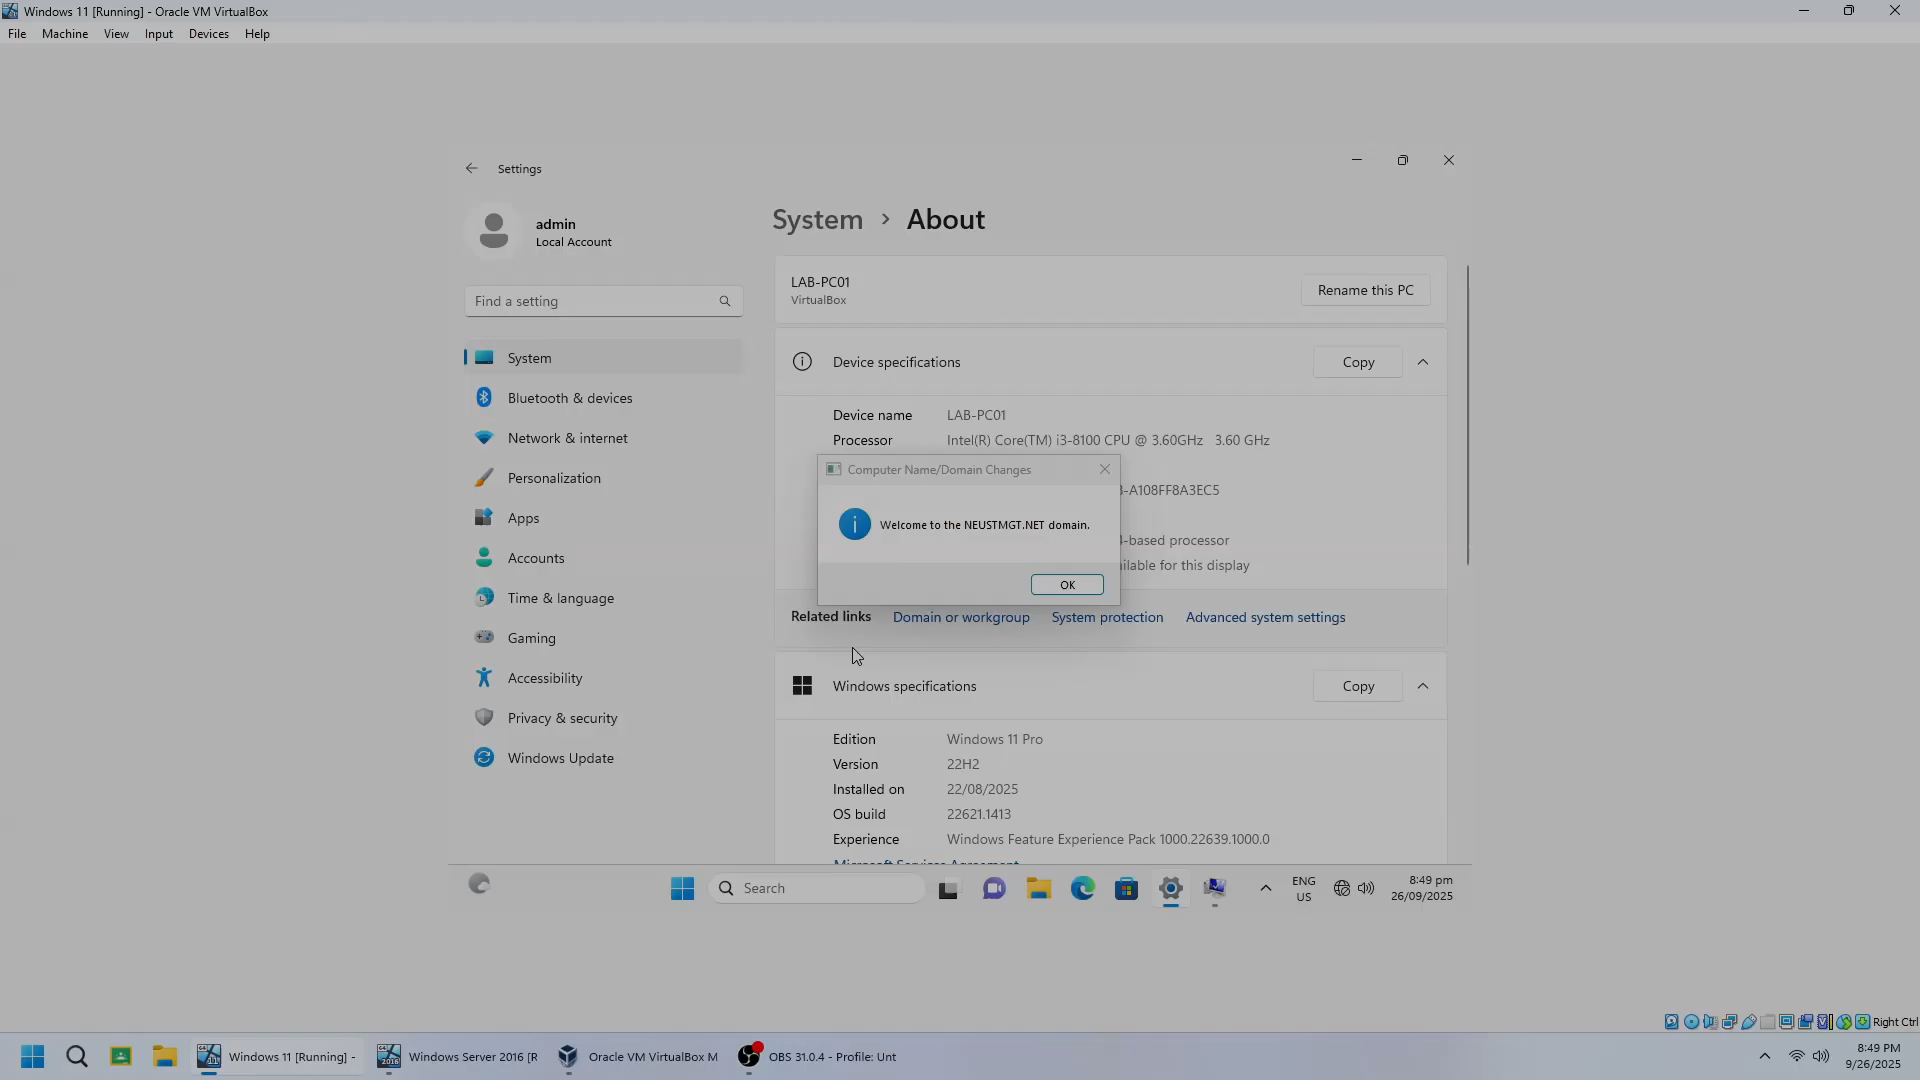 Windows 11 [Running] - Oracle VM VirtualBox
File Machine View Input Devices Help
Settings
admin
Local Account
Find a setting
System
Bluetooth & devices
Network & internet
Personalization
Apps
Accounts
Time & language
Gaming
Accessibility
Privacy & security
Windows Update
System > About
LAB-PC01
VirtualBox
Rename this PC
Device specifications
Copy
Device name LAB-PC01
Processor Intel(R) Core(TM) i3-8100 CPU @ 3.60GHz 3.60 GHz
Computer Name/Domain Changes
Welcome to the NEUSTMGT.NET domain.
OK
-A108FF8A3EC5
-based processor
for this display
Related links Domain or workgroup System protection Advanced system settings
Windows specifications
Copy
Edition Windows 11 Pro
Version 22H2
Installed on 22/08/2025
OS build 22621.1413
Experience Windows Feature Experience Pack 1000.22639.1000.0
Microsoft Services Agreement
Search
ENG
US
8:49 pm
26/09/2025
Right Ctrl
Windows 11 [Running] -
Windows Server 2016 [R
Oracle VM VirtualBox M
OBS 31.0.4 - Profile: Unt
8:49 PM
9/26/2025